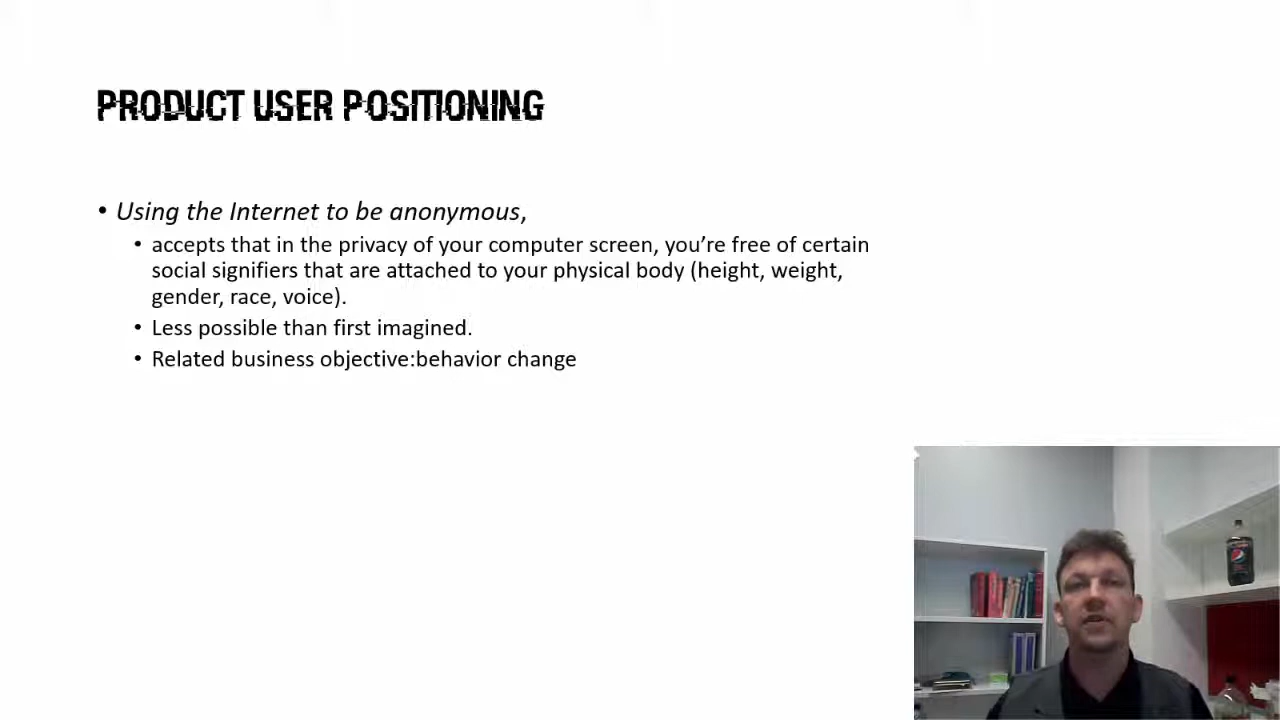 PRODUCT USER POSITIONING
• Using the Internet to be anonymous,
• accepts that in the privacy of your computer screen, you’re free of certain
social signifiers that are attached to your physical body (height, weight,
gender, race, voice).
• Less possible than first imagined.
• Related business objective:behavior change